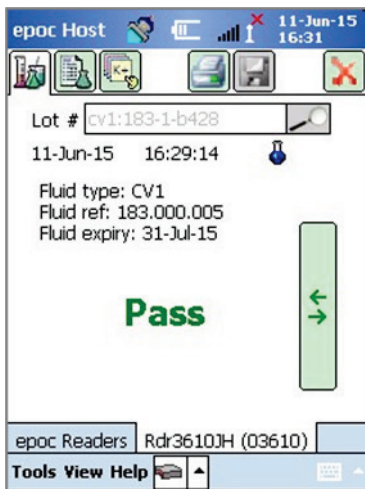 epoc Host 11-Jun-15
16:31
Lot # cv1:183-1-b428
11-Jun-15 16:29:14
Fluid type: CV1
Fluid ref: 183.000.005
Fluid expiry: 31-Jul-15
Pass
epoc Readers Rdr3610JH (03610)
Tools View Help